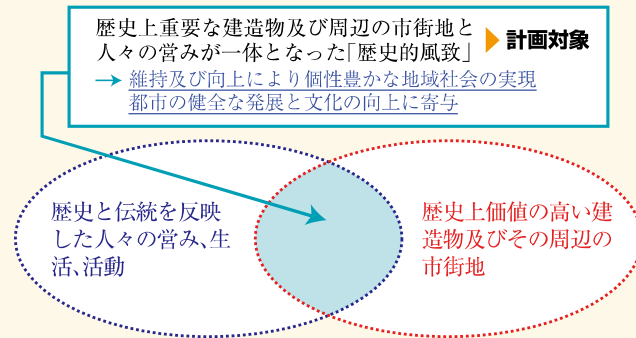 歴史上重要な建造物及び周辺の市街地と
人々の営みが一体となった「歴史的風致」
▶計画対象
→ 維持及び向上により個性豊かな地域社会の実現
都市の健全な発展と文化の向上に寄与
歴史と伝統を反映
した人々の営み、生
活、活動
歴史上価値の高い建
造物及びその周辺の
市街地